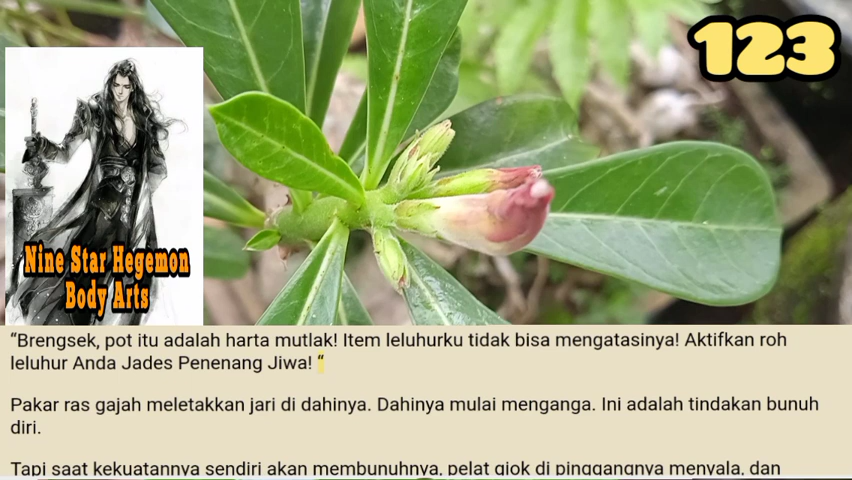 123
Nine Star Hegemon
Body Arts
“Brengsek, pot itu adalah harta mutlak! Item leluhurku tidak bisa mengatasinya! Aktifkan roh
leluhur Anda Jades Penenang Jiwa! “
Pakar ras gajah meletakkan jari di dahinya. Dahinya mulai menganga. Ini adalah tindakan bunuh
diri.
Tapi saat kekuatannya sendiri akan membunuhnya, pelat giok di pinggangnya menyala, dan